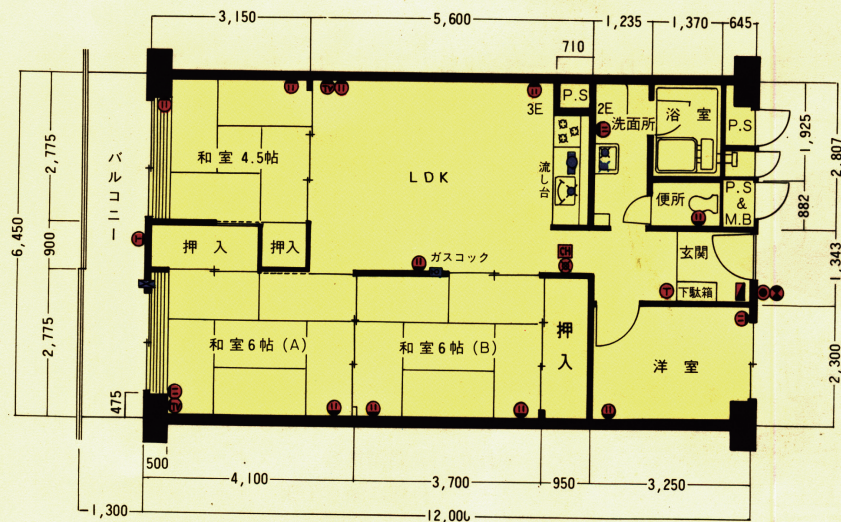 3,150
5,600
1,235
1,370
645
710
P.S
3E
2E
洗面所
浴室
P.S
和室 4.5帖
LDK
流し台
便所
P.S
&
M.B
バルコニー
押入
押入
ガスコック
玄関
下駄箱
和室6帖(A)
和室6帖(B)
押入
洋室
6,450
2,775
900
2,775
475
1,925
882
2,807
1,343
2,300
500
4,100
3,700
950
3,250
1,300
12,000